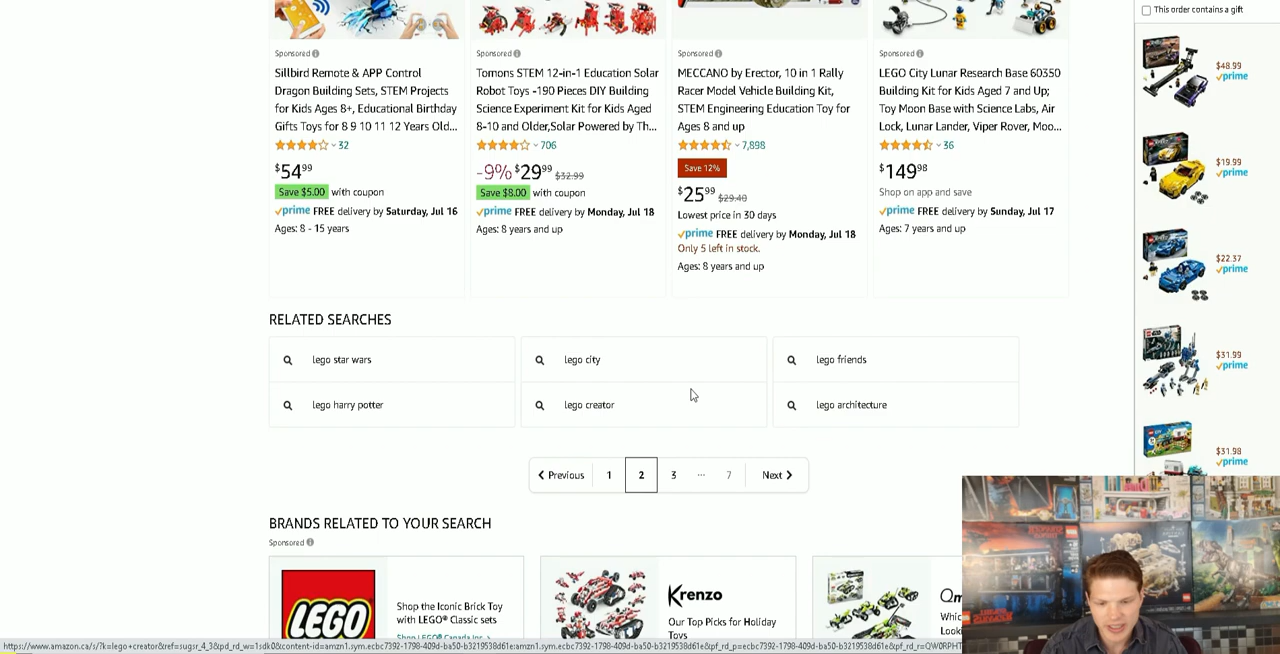 This order contains a gift
Sponsored
Sillbird Remote & APP Control
Dragon Building Sets, STEM Projects
for Kids Ages 8+, Educational Birthday
Gifts Toys for 8 9 10 11 12 Years Old...
32
$54.99
Save $5.00 with coupon
prime FREE delivery by Saturday, Jul 16
Ages: 8 - 15 years
Sponsored
Tomons STEM 12-in-1 Education Solar
Robot Toys -190 Pieces DIY Building
Science Experiment Kit for Kids Aged
8-10 and Older,Solar Powered by Th...
706
-9% $29.99 $32.99
Save $8.00 with coupon
prime FREE delivery by Monday, Jul 18
Ages: 8 years and up
Sponsored
MECCANO by Erector, 10 in 1 Rally
Racer Model Vehicle Building Kit,
STEM Engineering Education Toy for
Ages 8 and up
7,898
Save 12%
$25.99 $29.40
Lowest price in 30 days
prime FREE delivery by Monday, Jul 18
Only 5 left in stock.
Ages: 8 years and up
Sponsored
LEGO City Lunar Research Base 60350
Building Kit for Kids Aged 7 and Up;
Toy Moon Base with Science Labs, Air
Lock, Lunar Lander, Viper Rover, Moo...
36
$149.98
Shop on app and save
prime FREE delivery by Sunday, Jul 17
Ages: 7 years and up
$48.99
prime
$19.99
prime
$22.37
prime
$31.99
prime
$31.98
prime
RELATED SEARCHES
lego star wars
lego city
lego friends
lego harry potter
lego creator
lego architecture
Previous 1 2 3 ... 7 Next
BRANDS RELATED TO YOUR SEARCH
Sponsored
LEGO
Shop the Iconic Brick Toy
with LEGO® Classic sets
Shop LEGO® Canada Inc.
Krenzo
Our Top Picks for Holiday
Toys